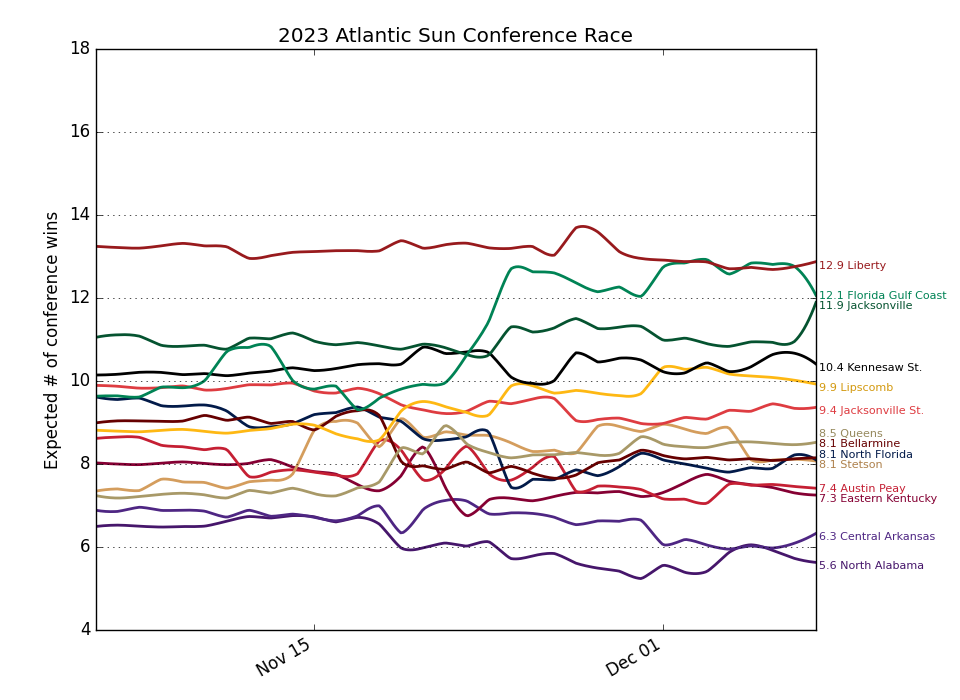 2023 Atlantic Sun Conference Race
Expected # of conference wins
18
16
14
12
10
8
6
4
Nov 15
Dec 01
12.9 Liberty
12.1 Florida Gulf Coast
11.9 Jacksonville
10.4 Kennesaw St.
9.9 Lipscomb
9.4 Jacksonville St.
8.5 Queens
8.1 Bellarmine
8.1 North Florida
8.1 Stetson
7.4 Austin Peay
7.3 Eastern Kentucky
6.3 Central Arkansas
5.6 North Alabama